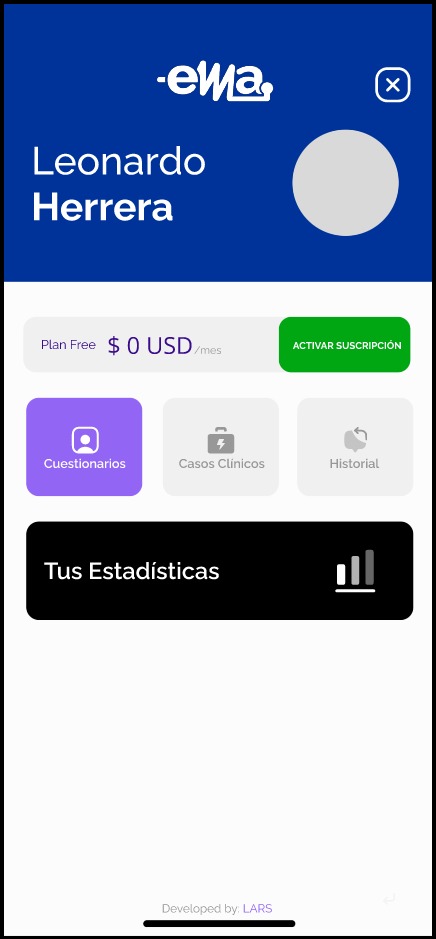 -ema.
Leonardo
Herrera
Plan Free $ 0 USD/mes
ACTIVAR SUSCRIPCIÓN
Cuestionarios
Casos Clínicos
Historial
Tus Estadísticas
Developed by. LARS